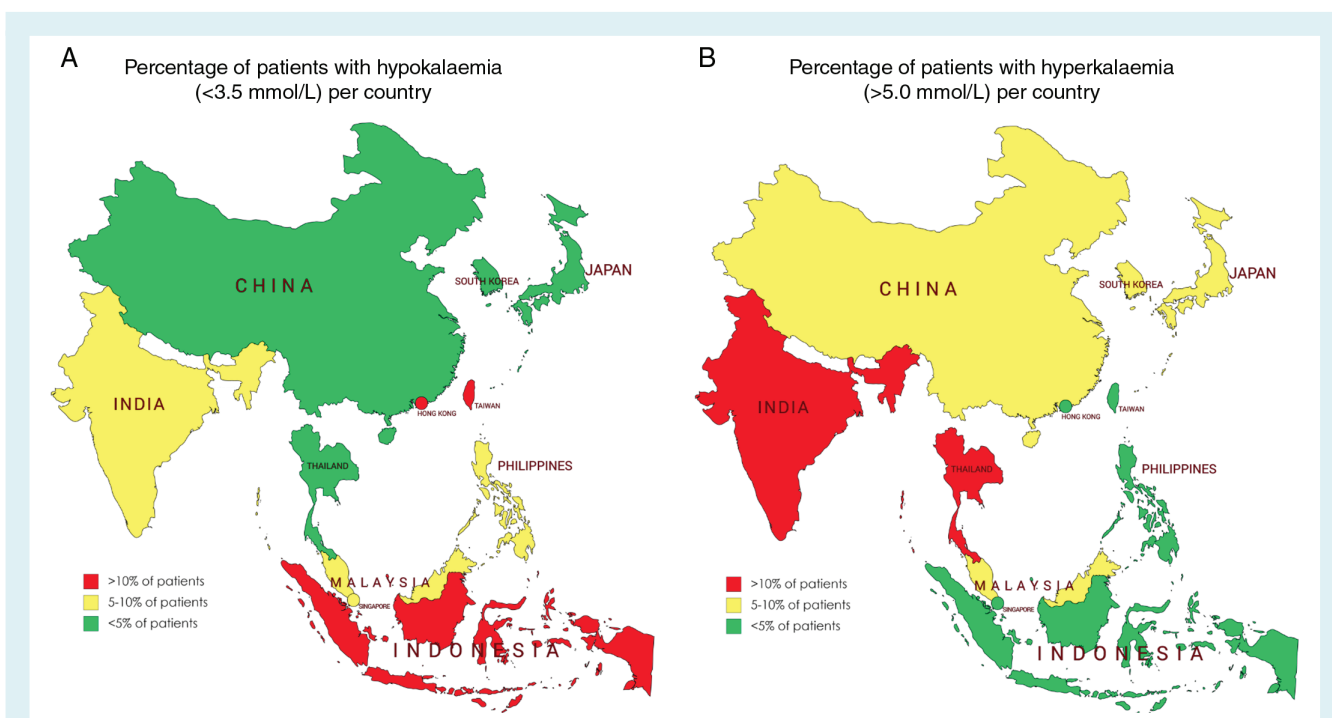 A
Percentage of patients with hypokalaemia
(<3.5 mmol/L) per country
CHINA
SOUTH KOREA
JAPAN
INDIA
HONG KONG
TAIWAN
THAILAND
PHILIPPINES
MALAYSIA
SINGAPORE
INDONESIA
>10% of patients
5-10% of patients
<5% of patients
B
Percentage of patients with hyperkalaemia
(>5.0 mmol/L) per country
CHINA
SOUTH KOREA
JAPAN
INDIA
HONG KONG
TAIWAN
THAILAND
PHILIPPINES
MALAYSIA
SINGAPORE
INDONESIA
>10% of patients
5-10% of patients
<5% of patients